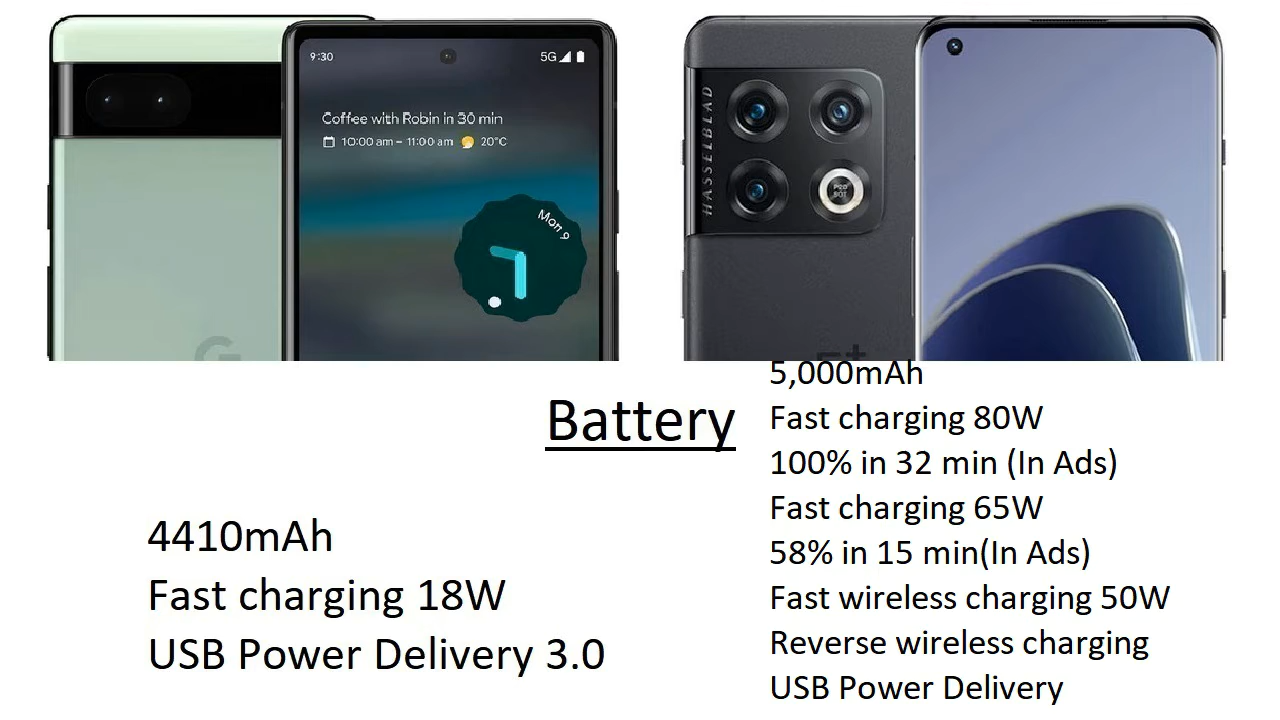 9:30
5G
Coffee with Robin in 30 min
10:00 am – 11:00 am 20°C
Mon 9
G
HASSELBLAD
P2D
50T
Battery
4410mAh
Fast charging 18W
USB Power Delivery 3.0
5,000mAh
Fast charging 80W
100% in 32 min (In Ads)
Fast charging 65W
58% in 15 min(In Ads)
Fast wireless charging 50W
Reverse wireless charging
USB Power Delivery